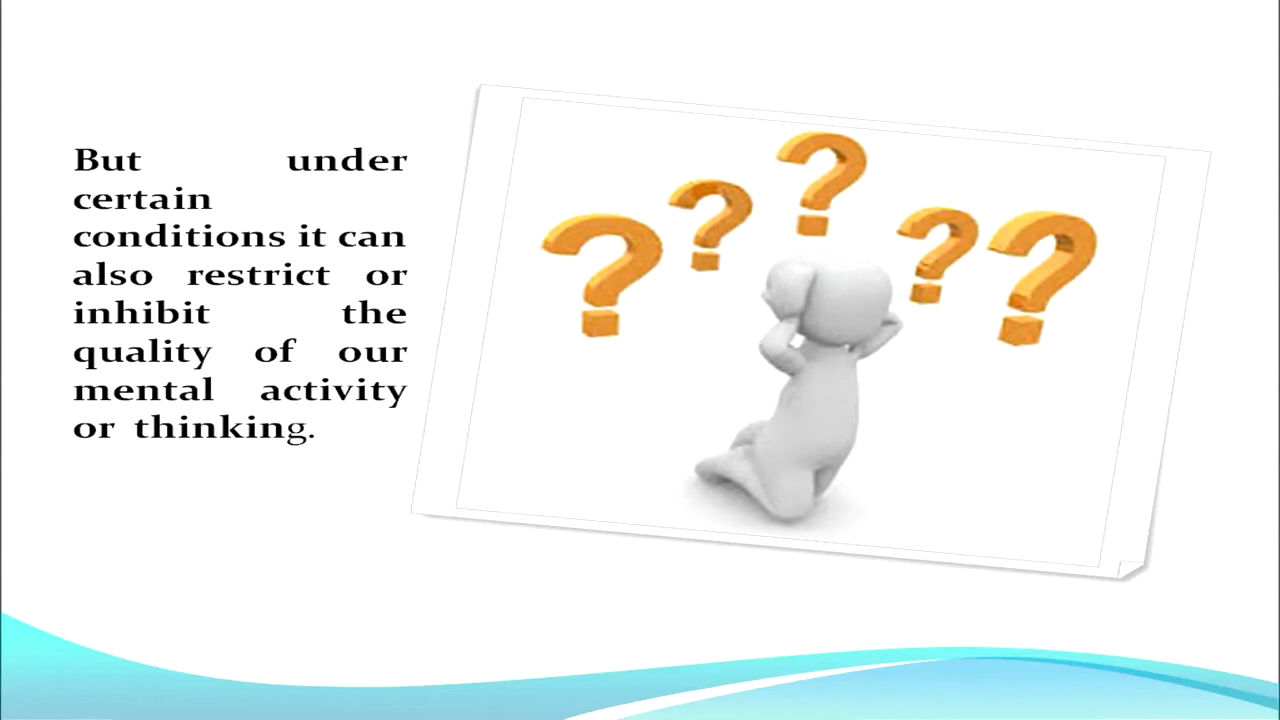 But under
certain
conditions it can
also restrict or
inhibit the
quality of our
mental activity
or thinking.